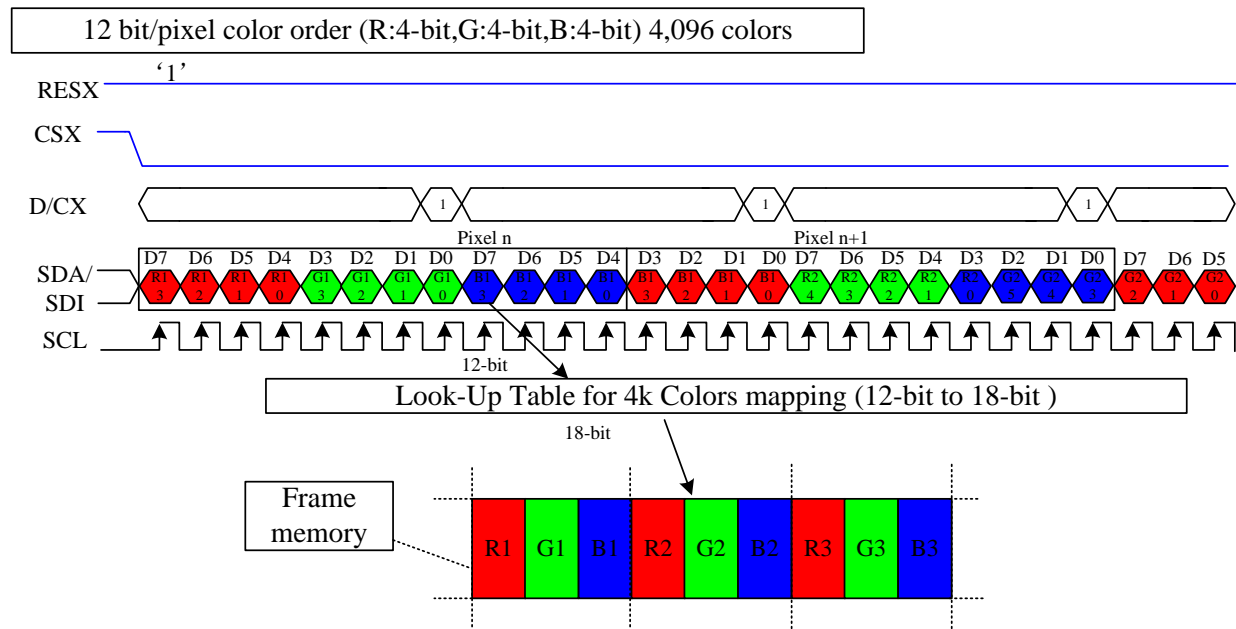 12 bit/pixel color order (R:4-bit,G:4-bit,B:4-bit) 4,096 colors
‘1’
RESX
CSX
D/CX
1
1
1
Pixel n
Pixel n+1
D7 D6 D5 D4 D3 D2 D1 D0 D7 D6 D5 D4 D3 D2 D1 D0 D7 D6 D5 D4 D3 D2 D1 D0 D7 D6 D5
SDA/
SDI
R1 R1 R1 R1 G1 G1 G1 G1 B1 B1 B1 B1 B1 B1 B1 B1 R2 R2 R2 R2 R2 G2 G2 G2 G2 G2 G2
3 2 1 0 3 2 1 0 3 2 1 0 3 2 1 0 4 3 2 1 0 5 4 3 2 1 0
SCL
12-bit
Look-Up Table for 4k Colors mapping (12-bit to 18-bit )
18-bit
Frame
memory
R1 G1 B1 R2 G2 B2 R3 G3 B3